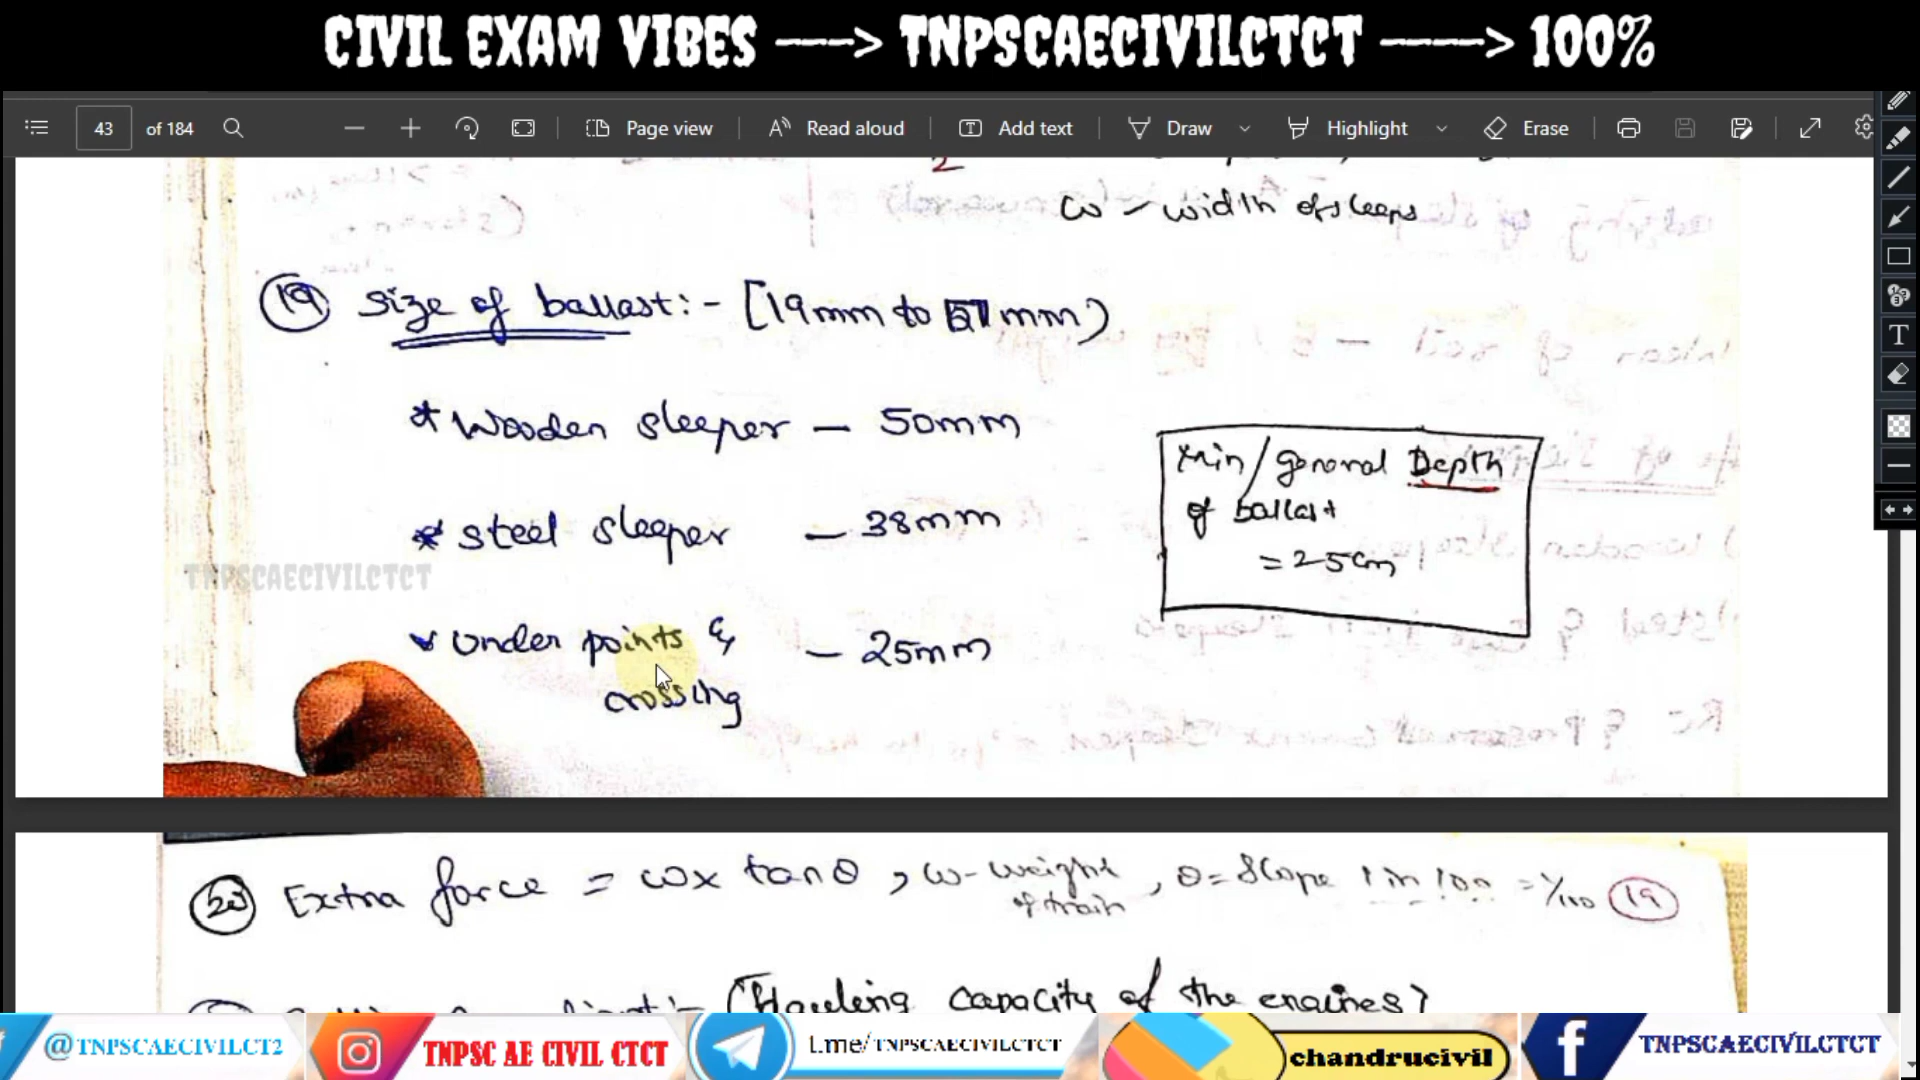 CIVIL EXAM VIBES ---> TNPSCAECIVILCTCT ----> 100%
43 of 184 Page view Read aloud Add text Draw Highlight Erase
2
ω - width of sleeps
(19) Size of ballast:- [19mm to 51mm)
* Wooden sleeper - 50mm
* steel sleeper - 38mm
Under points & - 25mm
crossing
Min/general Depth
of ballast
= 25cm
TNPSCAECIVILCTCT
(20) Extra force = ω x tanθ, ω - weight of train, θ = Slope 1 in 100 = 1/100 (19)
(Hauling capacity of the engines)
@TNPSCAECIVILCT2 TNPSC AE CIVIL CTCT t.me/TNPSCAECIVILCTCT chandrucivil TNPSCAECIVILCTCT